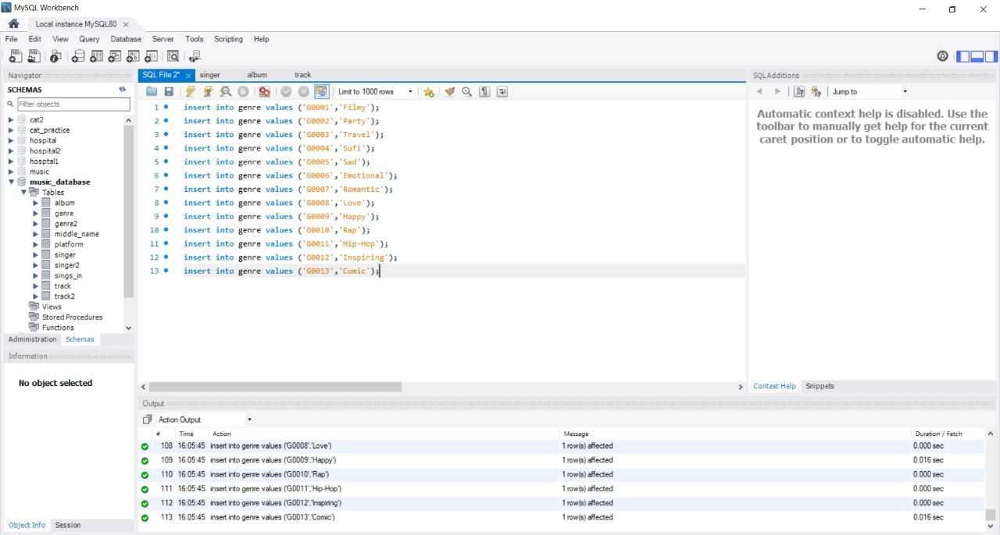 MySQL Workbench
Local instance MySQL80
File Edit View Query Database Server Tools Scripting Help
Navigator
SCHEMAS
Filter objects
cat2
cat_practice
hospital
hospital2
hosptal1
music
music_database
Tables
album
genre
genre2
middle_name
platform
singer
singer2
sings_in
track
track2
Views
Stored Procedures
Functions
Administration Schemas
Information
No object selected
Object Info Session
SQL File 2* singer album track
Limit to 1000 rows
1 insert into genre values ('G0001','Filmy');
2 insert into genre values ('G0002','Party');
3 insert into genre values ('G0003','Travel');
4 insert into genre values ('G0004','Sufi');
5 insert into genre values ('G0005','Sad');
6 insert into genre values ('G0006','Emotional');
7 insert into genre values ('G0007','Romantic');
8 insert into genre values ('G0008','Love');
9 insert into genre values ('G0009','Happy');
10 insert into genre values ('G0010','Rap');
11 insert into genre values ('G0011','Hip-Hop');
12 insert into genre values ('G0012','Inspiring');
13 insert into genre values ('G0013','Comic');
SQLAdditions
Jump to
Automatic context help is disabled. Use the
toolbar to manually get help for the current
caret position or to toggle automatic help.
Context Help Snippets
Output
Action Output
# Time Action Message Duration / Fetch
108 16:05:45 insert into genre values ('G0008','Love') 1 row(s) affected 0.000 sec
109 16:05:45 insert into genre values ('G0009','Happy') 1 row(s) affected 0.016 sec
110 16:05:45 insert into genre values ('G0010','Rap') 1 row(s) affected 0.000 sec
111 16:05:45 insert into genre values ('G0011','Hip-Hop') 1 row(s) affected 0.000 sec
112 16:05:45 insert into genre values ('G0012','Inspiring') 1 row(s) affected 0.000 sec
113 16:05:45 insert into genre values ('G0013','Comic') 1 row(s) affected 0.016 sec